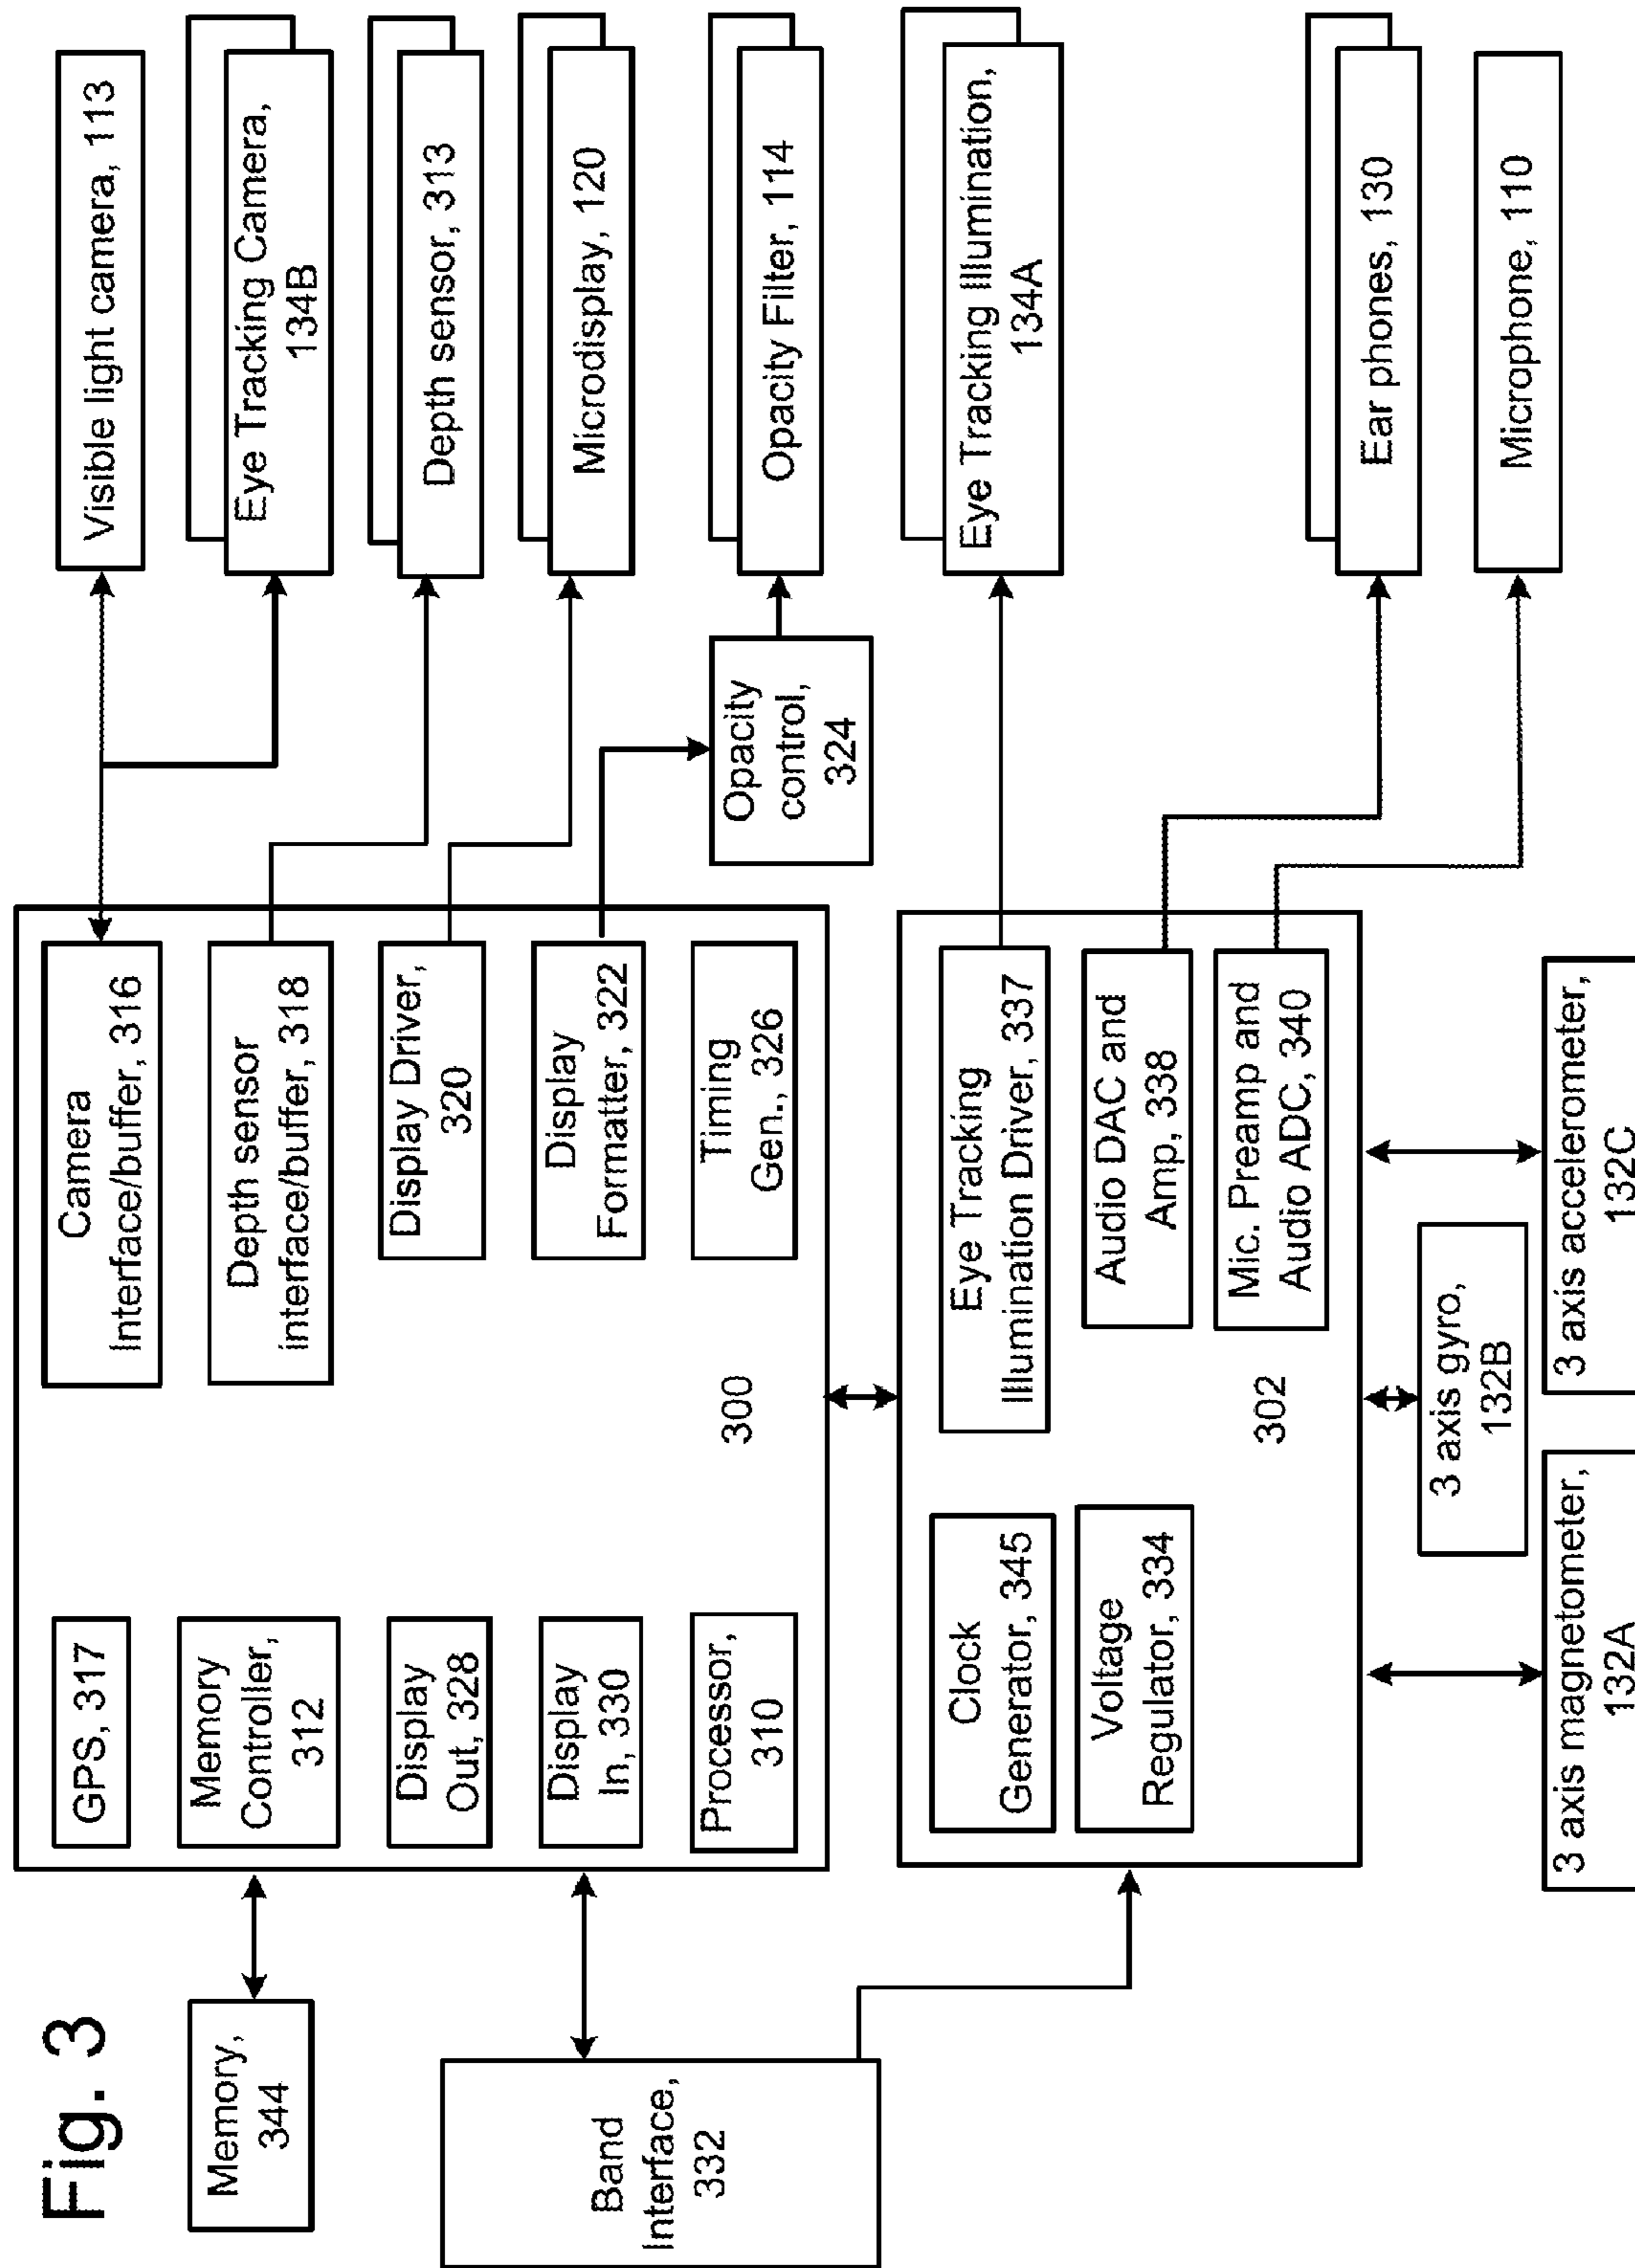 Fig. 3
Memory,
344
Band
Interface,
332
GPS, 317
Memory
Controller,
312
Display
Out, 328
Display
In, 330
Processor,
310
Camera
Interface/buffer, 316
Depth sensor
interface/buffer, 318
Display Driver,
320
Display
Formatter, 322
Timing
Gen., 326
300
Visible light camera, 113
Eye Tracking Camera,
134B
Depth sensor, 313
Microdisplay, 120
Opacity
control,
324
Opacity Filter, 114
Clock
Generator, 345
Voltage
Regulator, 334
Eye Tracking
Illumination Driver, 337
Audio DAC and
Amp, 338
Mic. Preamp and
Audio ADC, 340
302
Eye Tracking Illumination,
134A
Ear phones, 130
Microphone, 110
3 axis magnetometer,
132A
3 axis gyro,
132B
3 axis accelerometer,
132C